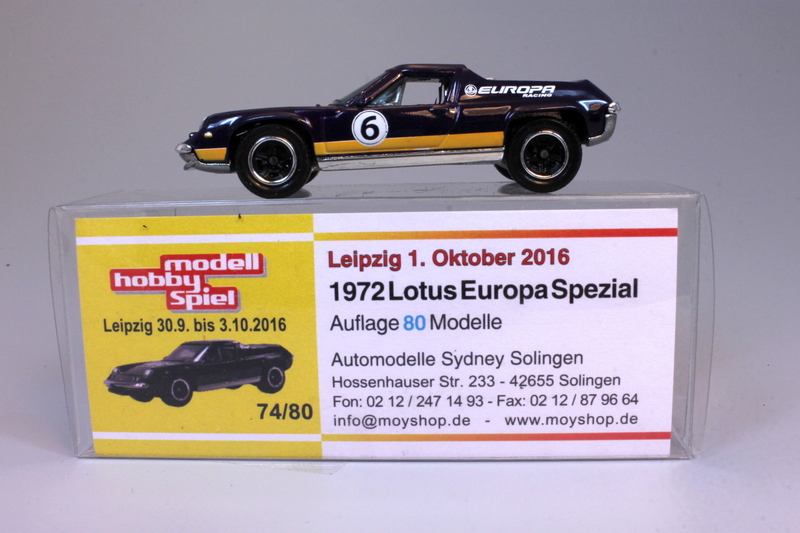 6
EUROPA
RACING
modell
hobby
Spiel
Leipzig 30.9. bis 3.10.2016
74/80
Leipzig 1. Oktober 2016
1972 Lotus Europa Spezial
Auflage 80 Modelle
Automodelle Sydney Solingen
Hossenhauser Str. 233 - 42655 Solingen
Fon: 02 12 / 247 14 93 - Fax: 02 12 / 87 96 64
info@moyshop.de - www.moyshop.de